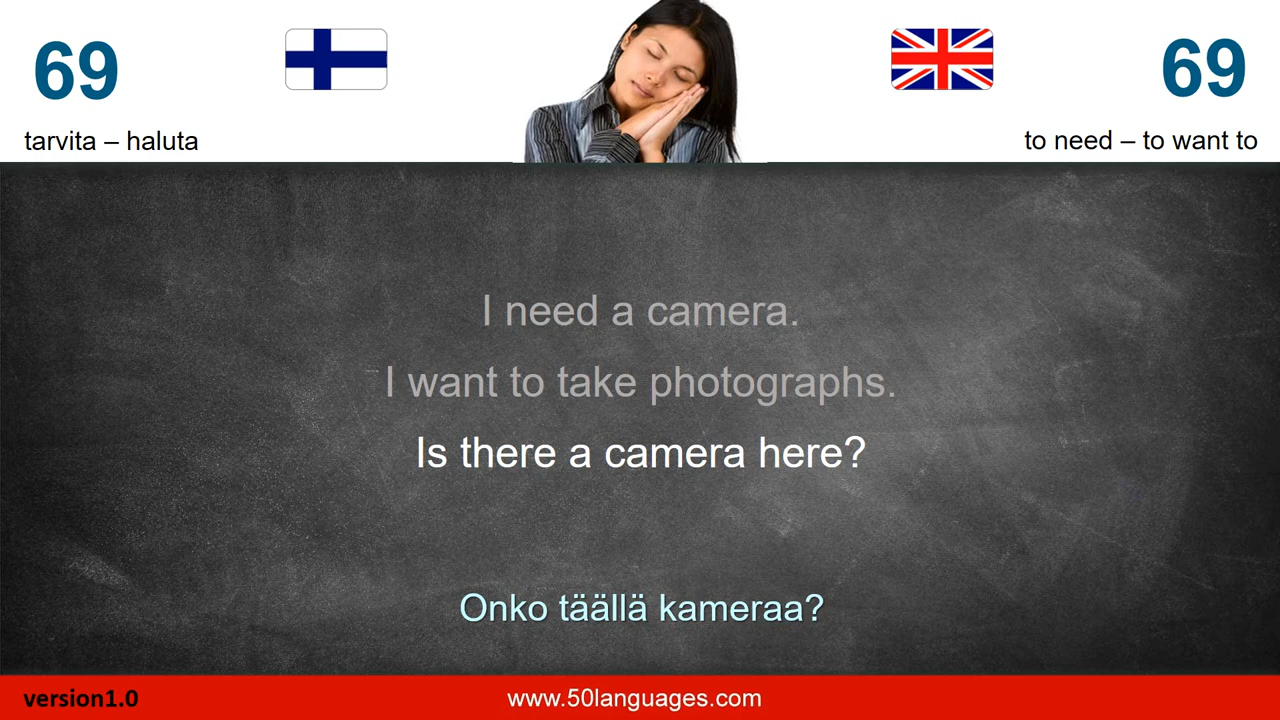 69
69
tarvita – haluta
to need – to want to
I need a camera.
I want to take photographs.
Is there a camera here?
Onko täällä kameraa?
version1.0
www.50languages.com